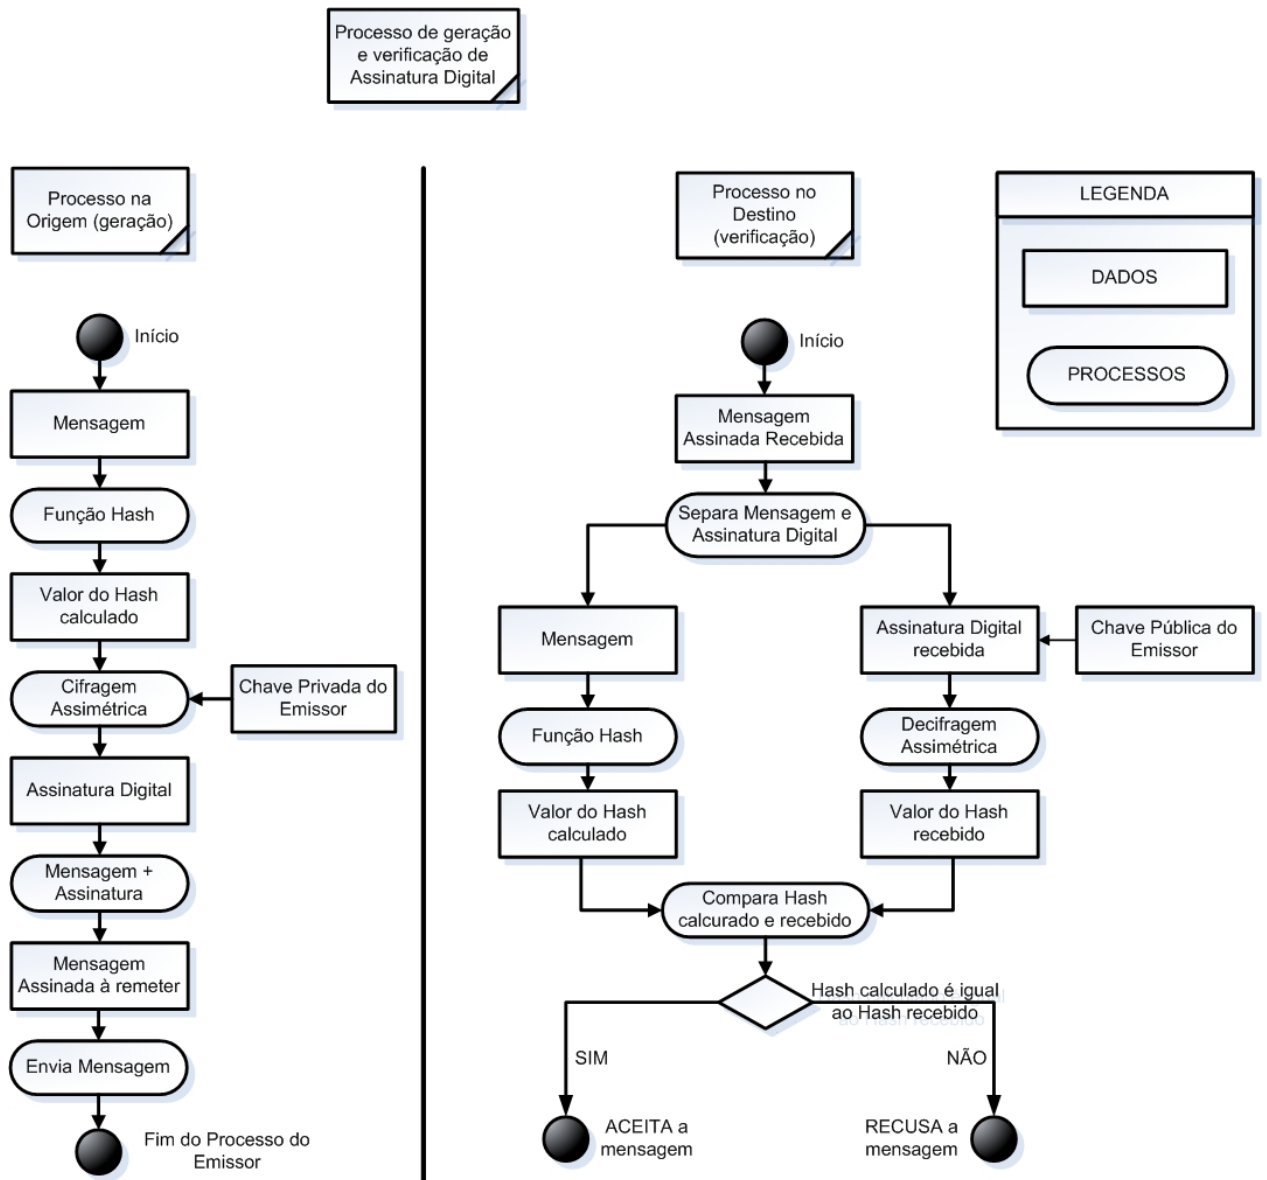 Processo de geração
e verificação de
Assinatura Digital
Processo na
Origem (geração)
Início
Mensagem
Função Hash
Valor do Hash
calculado
Cifragem
Assimétrica
Chave Privada do
Emissor
Assinatura Digital
Mensagem +
Assinatura
Mensagem
Assinada à remeter
Envia Mensagem
Fim do Processo do
Emissor
Processo no
Destino
(verificação)
Início
Mensagem
Assinada Recebida
Separa Mensagem e
Assinatura Digital
Mensagem
Função Hash
Valor do Hash
calculado
Assinatura Digital
recebida
Chave Pública do
Emissor
Decifragem
Assimétrica
Valor do Hash
recebido
Compara Hash
calcurado e recebido
Hash calculado é igual
ao Hash recebido
SIM
NÃO
ACEITA a
mensagem
RECUSA a
mensagem
LEGENDA
DADOS
PROCESSOS